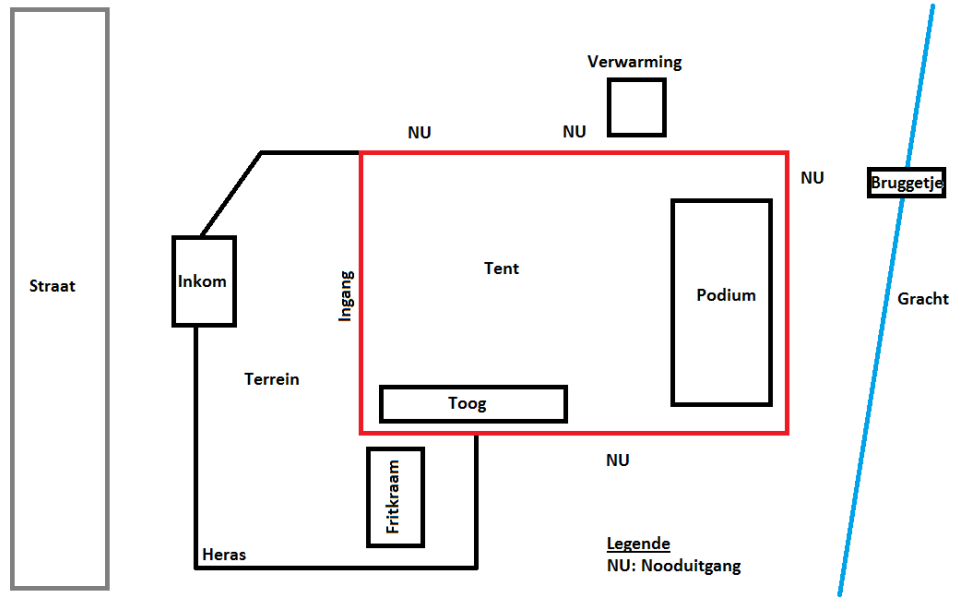 Verwarming
NU
NU
NU
Bruggetje
Inkom
Straat
Ingang
Tent
Podium
Gracht
Terrein
Toog
NU
Fritkraam
Heras
Legende
NU: Nooduitgang